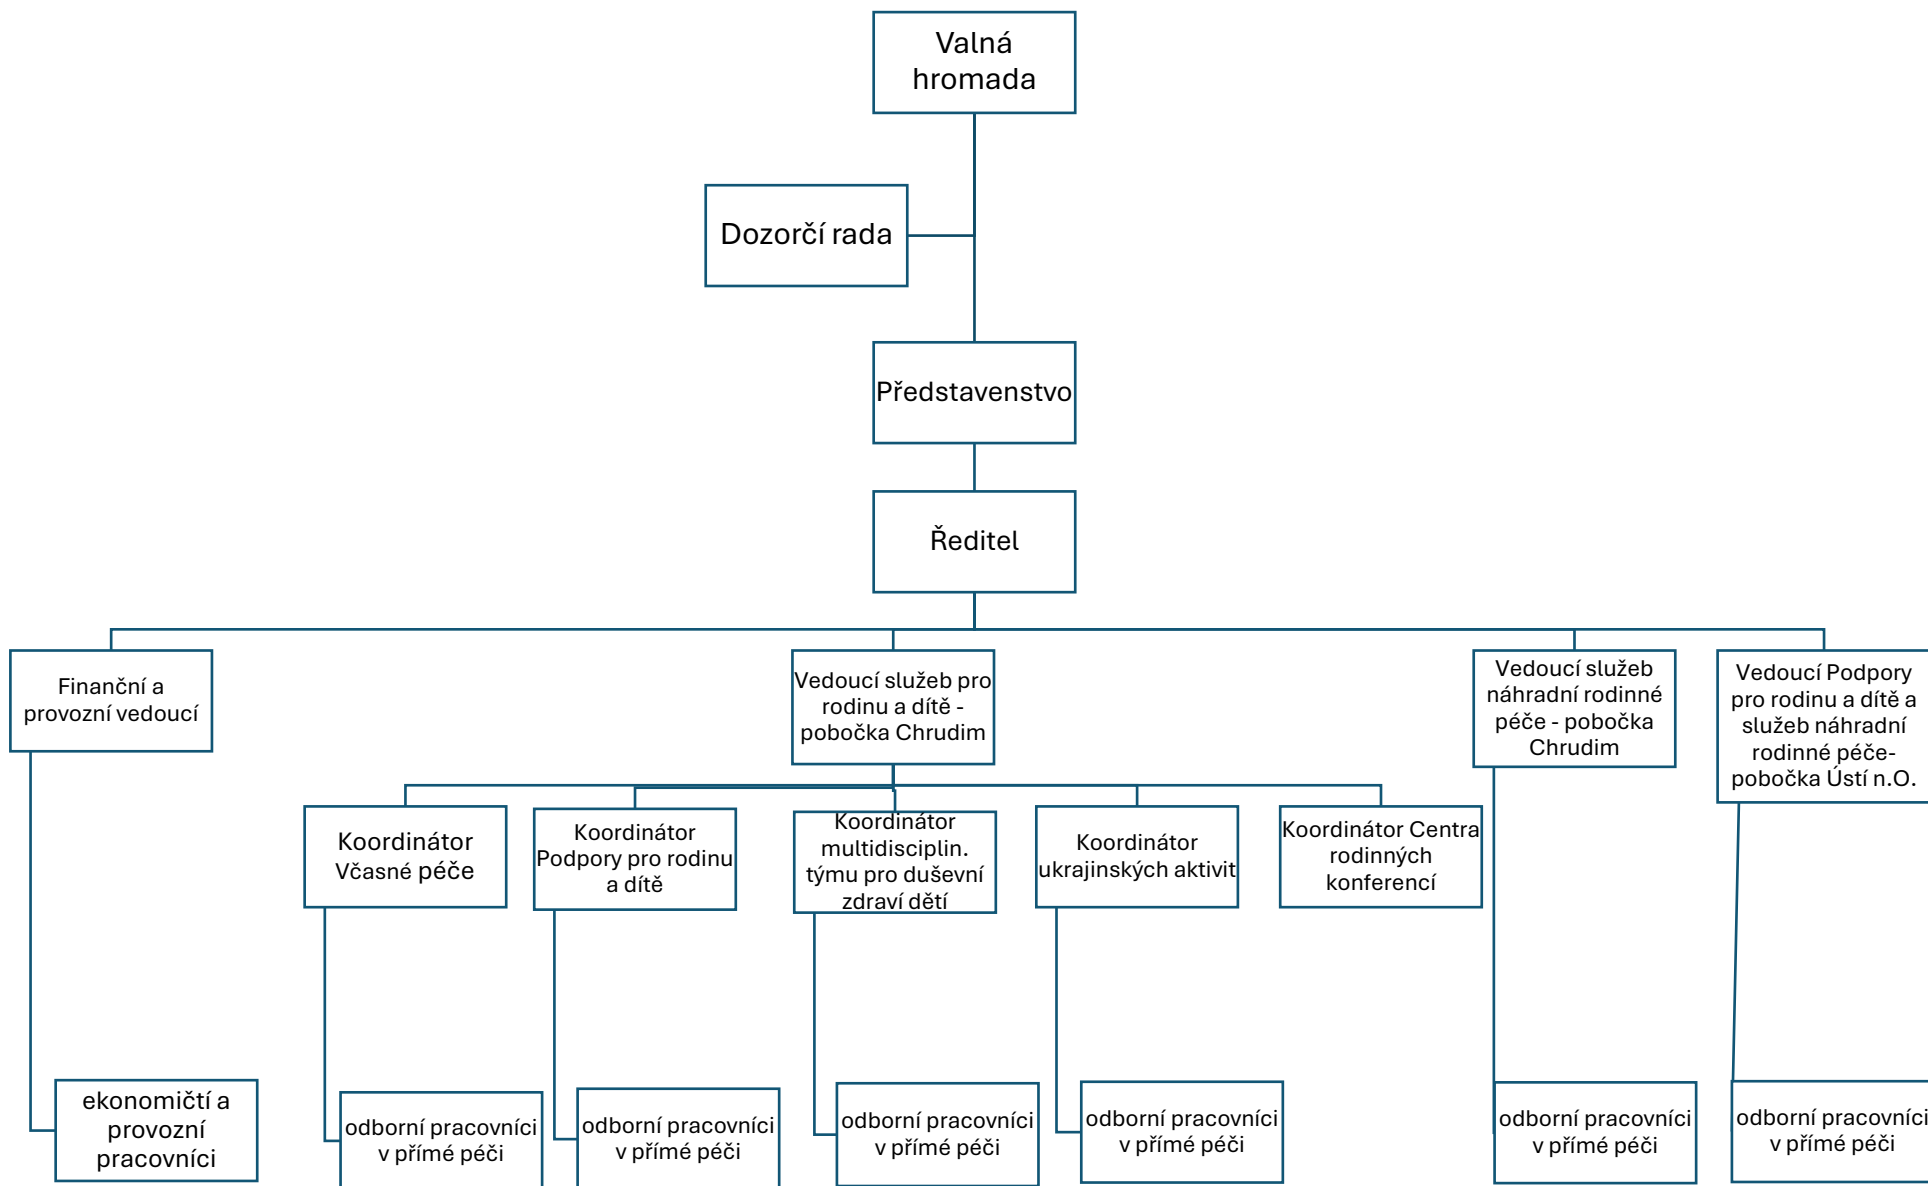 Valná
hromada
Dozorčí rada
Představenstvo
Ředitel
Finanční a
provozní vedoucí
Vedoucí služeb pro
rodinu a dítě -
pobočka Chrudim
Vedoucí služeb
náhradní rodinné
péče - pobočka
Chrudim
Vedoucí Podpory
pro rodinu a dítě a
služeb náhradní
rodinné péče-
pobočka Ústí n.O.
Koordinátor
Včasné péče
Koordinátor
Podpory pro rodinu
a dítě
Koordinátor
multidisciplin.
týmu pro duševní
zdraví dětí
Koordinátor
ukrajinských aktivit
Koordinátor Centra
rodinných
konferencí
ekonomičtí a
provozní
pracovníci
odborní pracovníci
v přímé péči
odborní pracovníci
v přímé péči
odborní pracovníci
v přímé péči
odborní pracovníci
v přímé péči
odborní pracovníci
v přímé péči
odborní pracovníci
v přímé péči